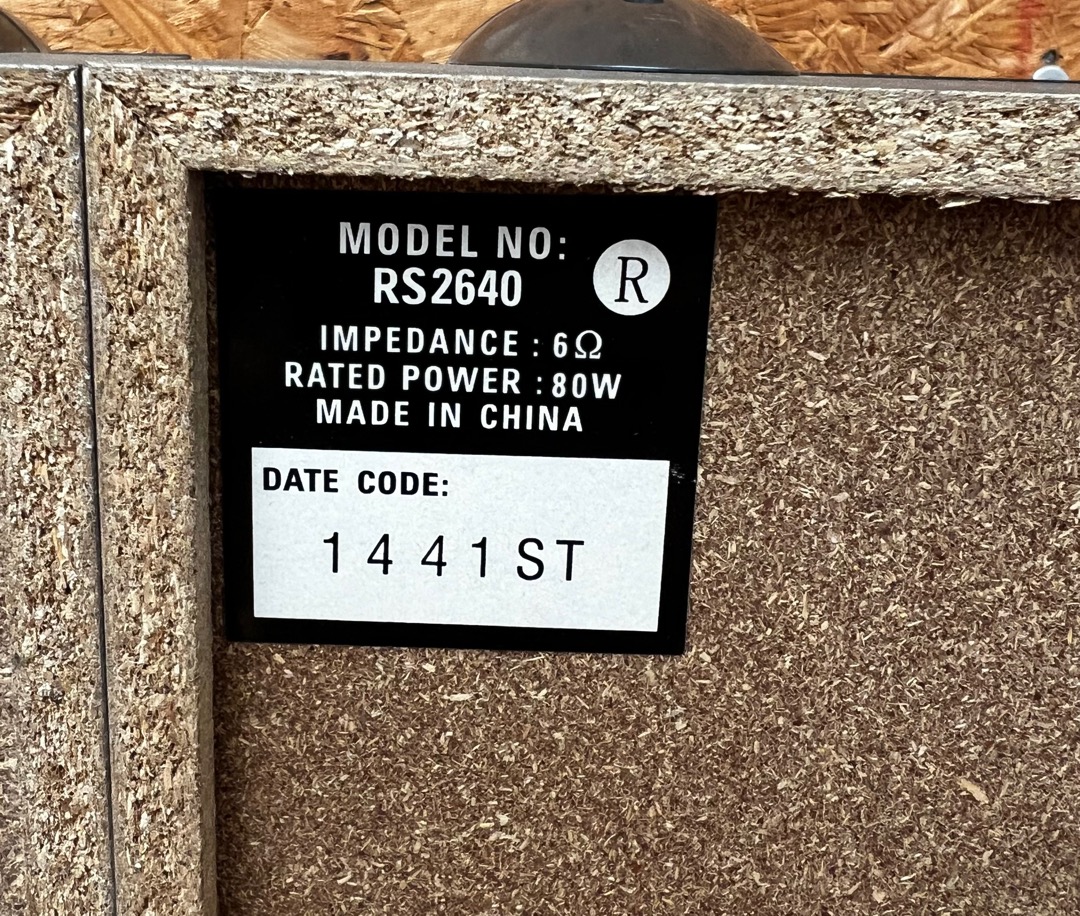 MODEL NO:
RS2640
R
IMPEDANCE : 6Ω
RATED POWER : 80W
MADE IN CHINA
DATE CODE:
1441ST